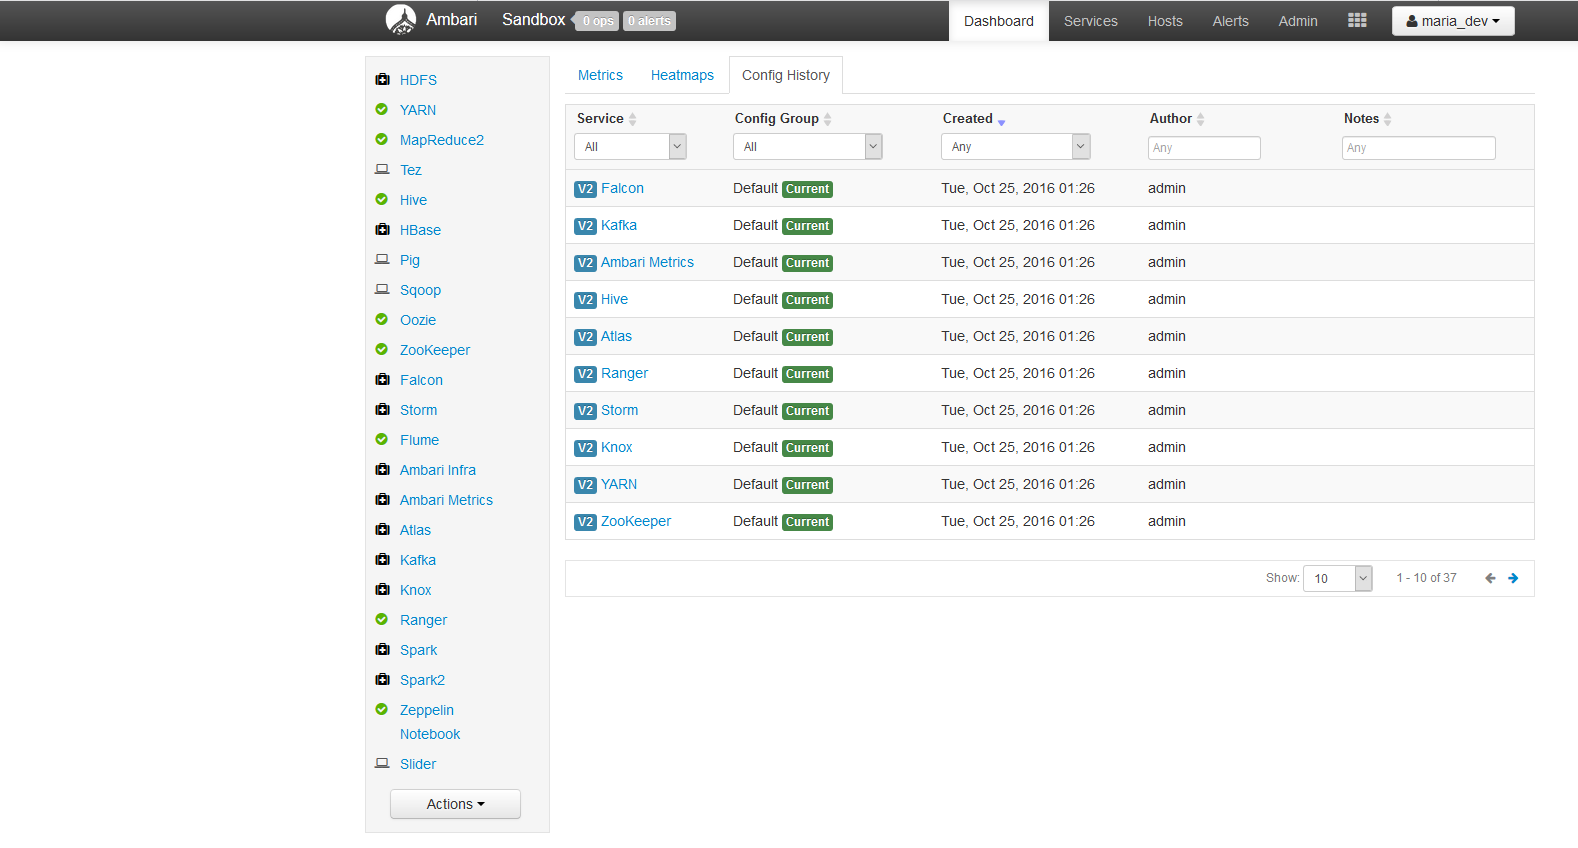 Ambari Sandbox 0 ops 0 alerts Dashboard Services Hosts Alerts Admin maria_dev
HDFS
YARN
MapReduce2
Tez
Hive
HBase
Pig
Sqoop
Oozie
ZooKeeper
Falcon
Storm
Flume
Ambari Infra
Ambari Metrics
Atlas
Kafka
Knox
Ranger
Spark
Spark2
Zeppelin
Notebook
Slider
Actions
Metrics Heatmaps Config History
Service Config Group Created Author Notes
All All Any Any Any
V2 Falcon Default Current Tue, Oct 25, 2016 01:26 admin
V2 Kafka Default Current Tue, Oct 25, 2016 01:26 admin
V2 Ambari Metrics Default Current Tue, Oct 25, 2016 01:26 admin
V2 Hive Default Current Tue, Oct 25, 2016 01:26 admin
V2 Atlas Default Current Tue, Oct 25, 2016 01:26 admin
V2 Ranger Default Current Tue, Oct 25, 2016 01:26 admin
V2 Storm Default Current Tue, Oct 25, 2016 01:26 admin
V2 Knox Default Current Tue, Oct 25, 2016 01:26 admin
V2 YARN Default Current Tue, Oct 25, 2016 01:26 admin
V2 ZooKeeper Default Current Tue, Oct 25, 2016 01:26 admin
Show: 10 1 - 10 of 37